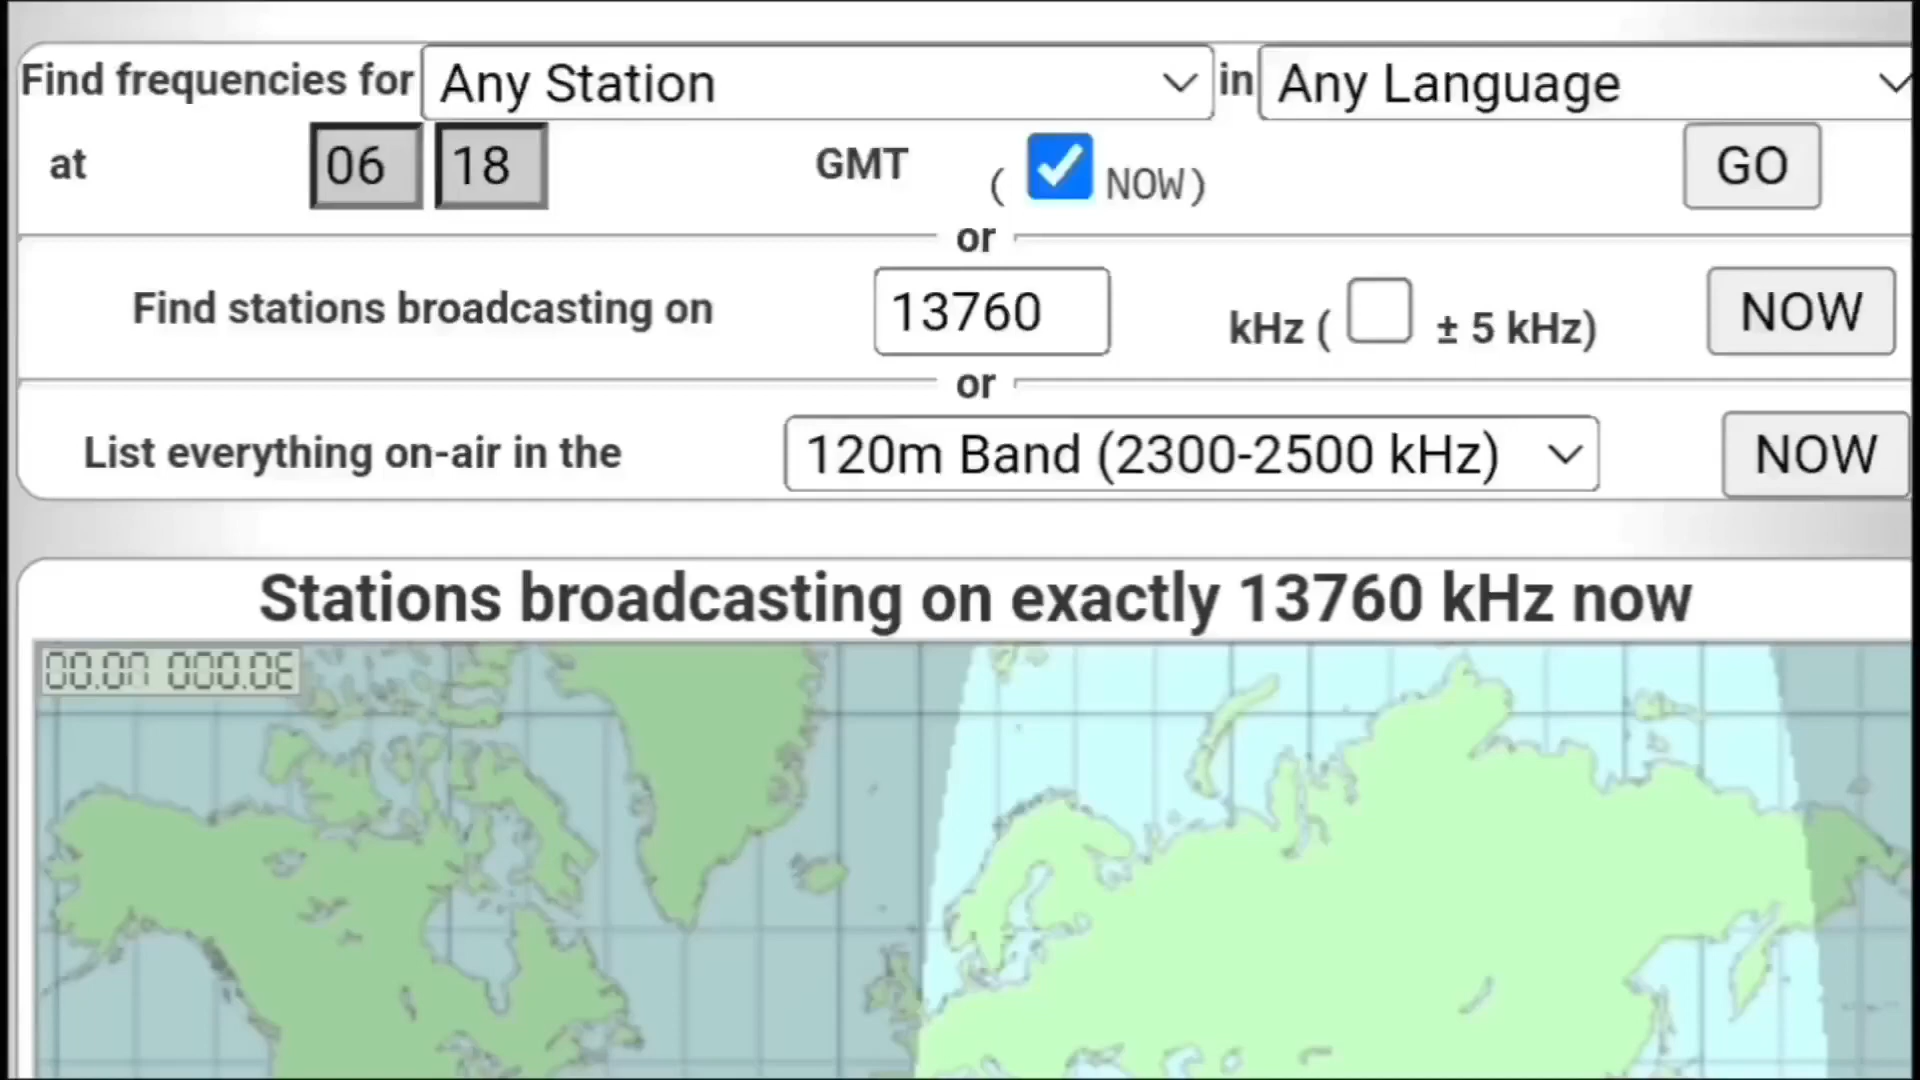 Find frequencies for Any Station in Any Language
at 06 18 GMT ( NOW) GO
or
Find stations broadcasting on 13760 kHz ( ± 5 kHz) NOW
or
List everything on-air in the 120m Band (2300-2500 kHz) NOW
Stations broadcasting on exactly 13760 kHz now